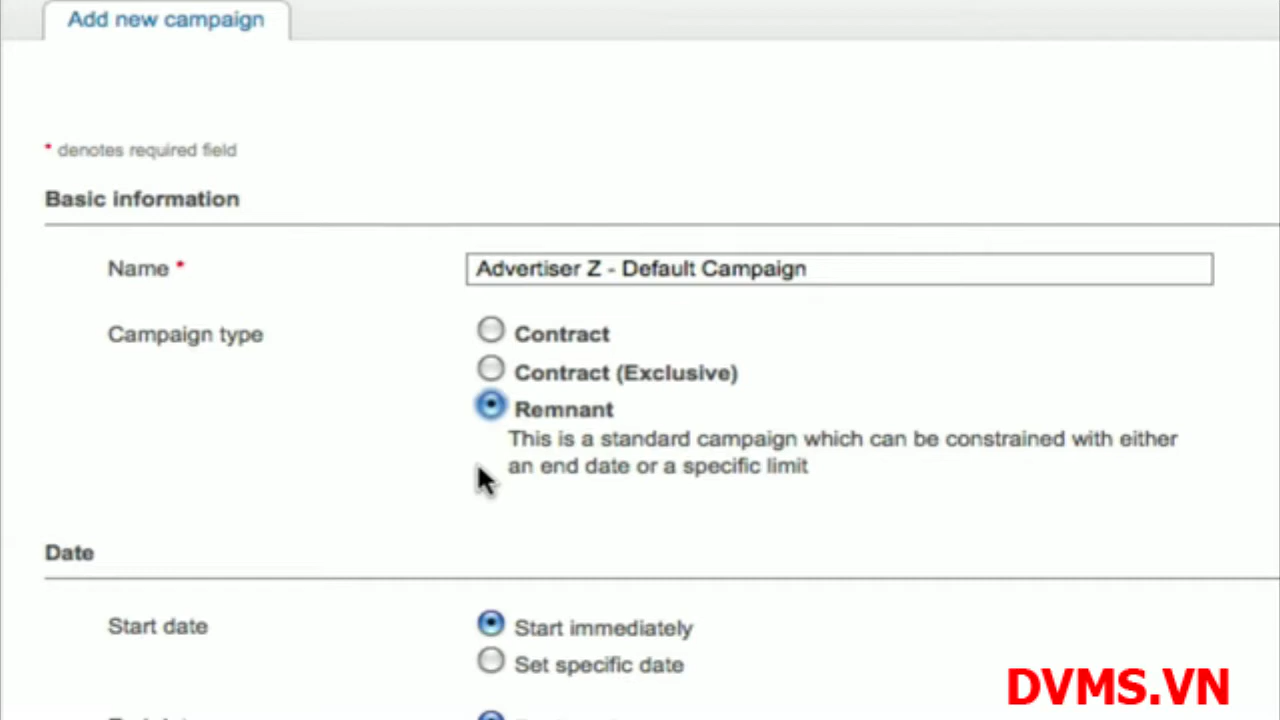 Add new campaign
* denotes required field
Basic information
Name *
Advertiser Z - Default Campaign
Campaign type
Contract
Contract (Exclusive)
Remnant
This is a standard campaign which can be constrained with either
an end date or a specific limit
Date
Start date
Start immediately
Set specific date
DVMS.VN